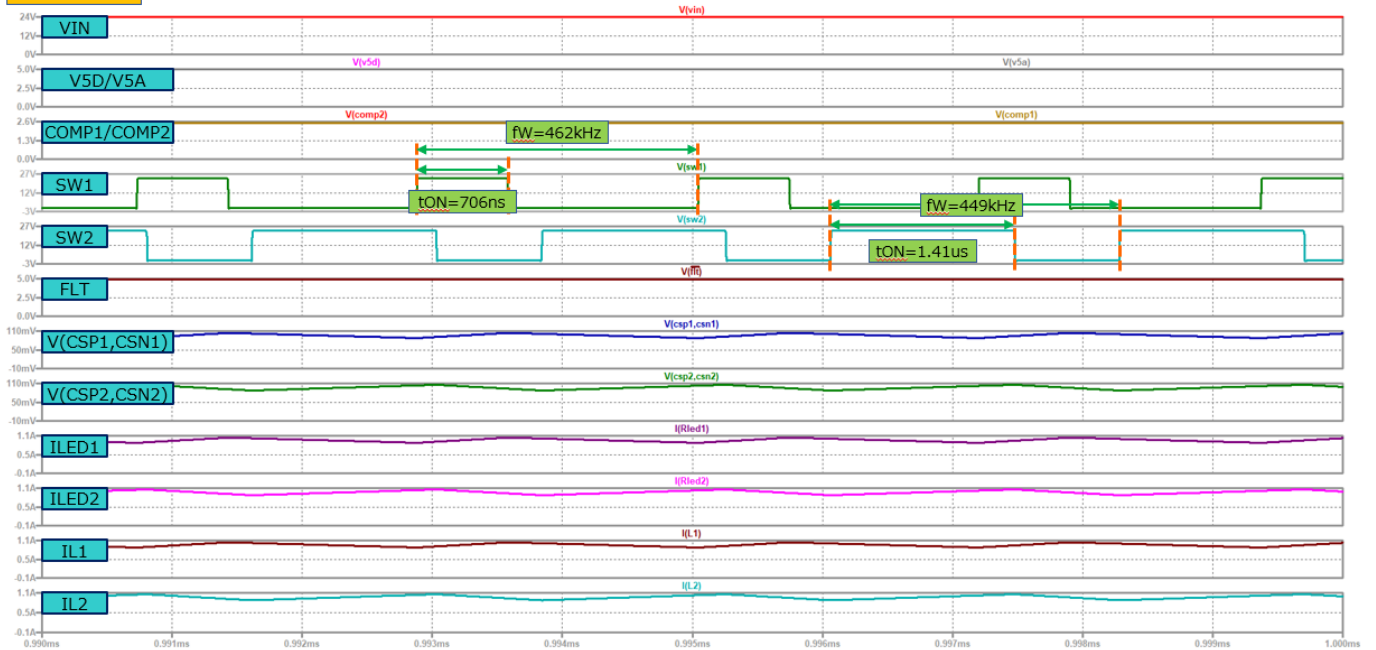 V(vin)
24V
12V
0V
VIN
V(v5d)
V(v5a)
5.0V
2.5V
0.0V
V5D/V5A
V(comp2)
V(comp1)
2.6V
1.3V
0.0V
COMP1/COMP2
fW=462kHz
V(sw1)
27V
12V
-3V
SW1
tON=706ns
fW=449kHz
V(sw2)
27V
12V
-3V
SW2
tON=1.41us
V(flt)
5.0V
2.5V
0.0V
FLT
V(csp1,csn1)
110mV
50mV
-10mV
V(CSP1,CSN1)
V(csp2,csn2)
110mV
50mV
-10mV
V(CSP2,CSN2)
I(Rled1)
1.1A
0.5A
-0.1A
ILED1
I(Rled2)
1.1A
0.5A
-0.1A
ILED2
I(L1)
1.1A
0.5A
-0.1A
IL1
I(L2)
1.1A
0.5A
-0.1A
IL2
0.990ms 0.991ms 0.992ms 0.993ms 0.994ms 0.995ms 0.996ms 0.997ms 0.998ms 0.999ms 1.000ms